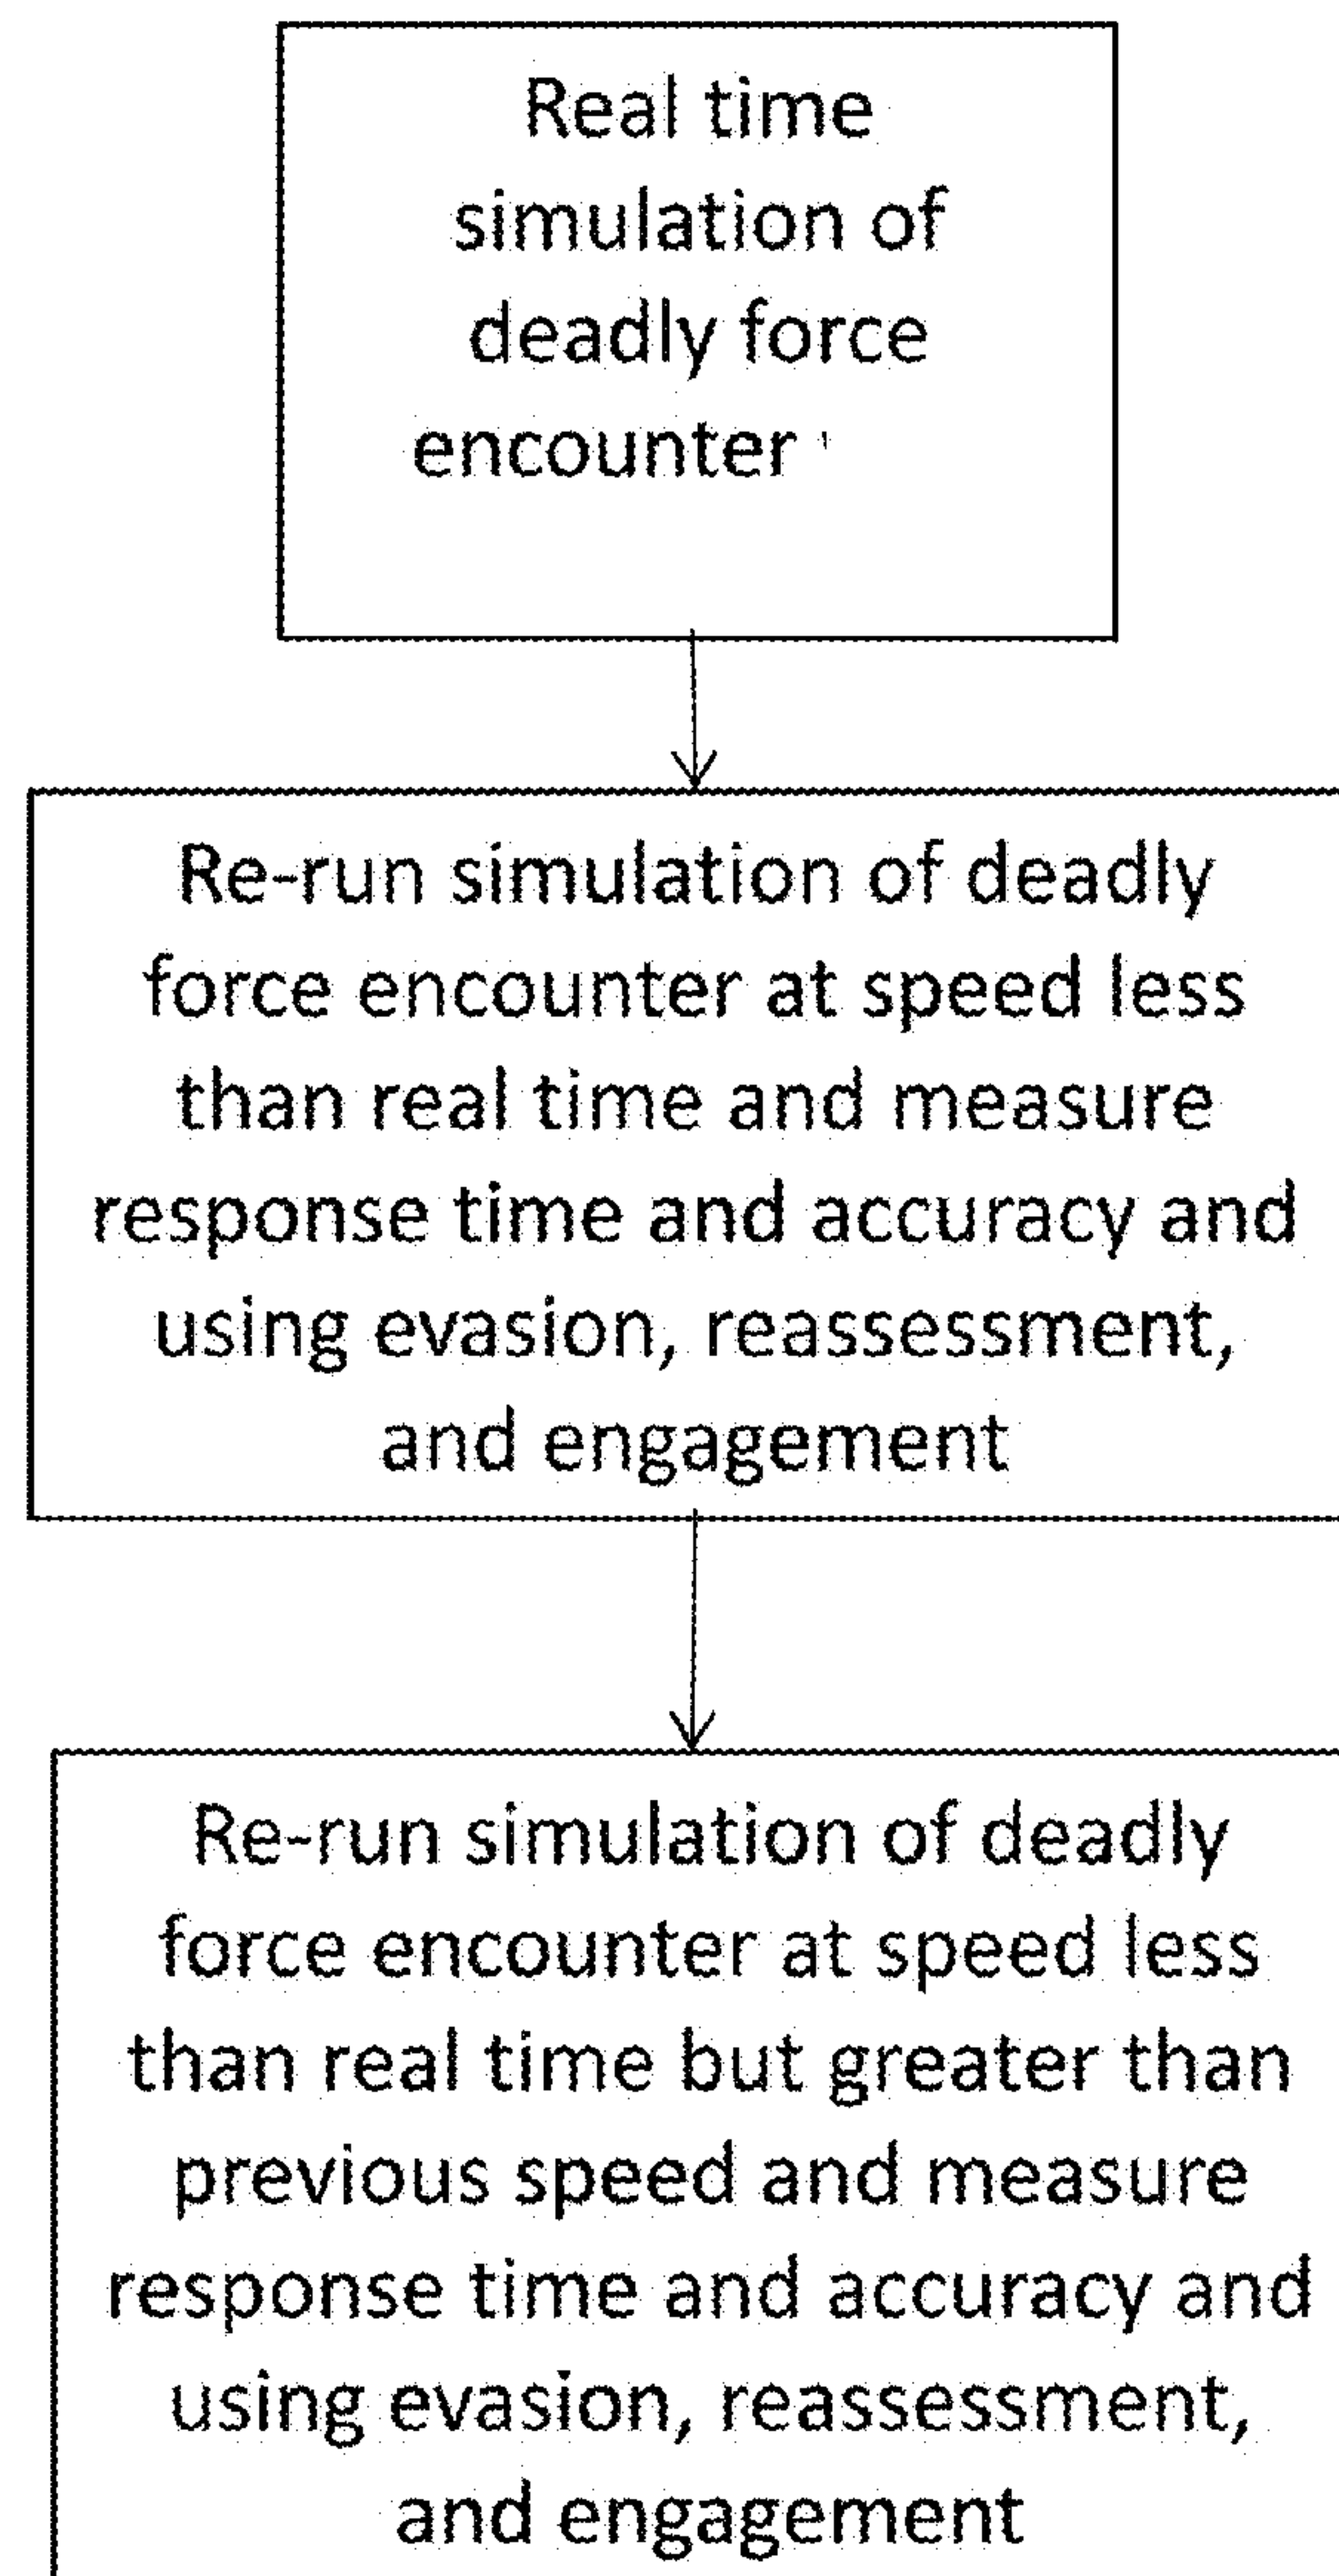 Real time
simulation of
deadly force
encounter
Re-run simulation of deadly
force encounter at speed less
than real time and measure
response time and accuracy and
using evasion, reassessment,
and engagement
Re-run simulation of deadly
force encounter at speed less
than real time but greater than
previous speed and measure
response time and accuracy and
using evasion, reassessment,
and engagement